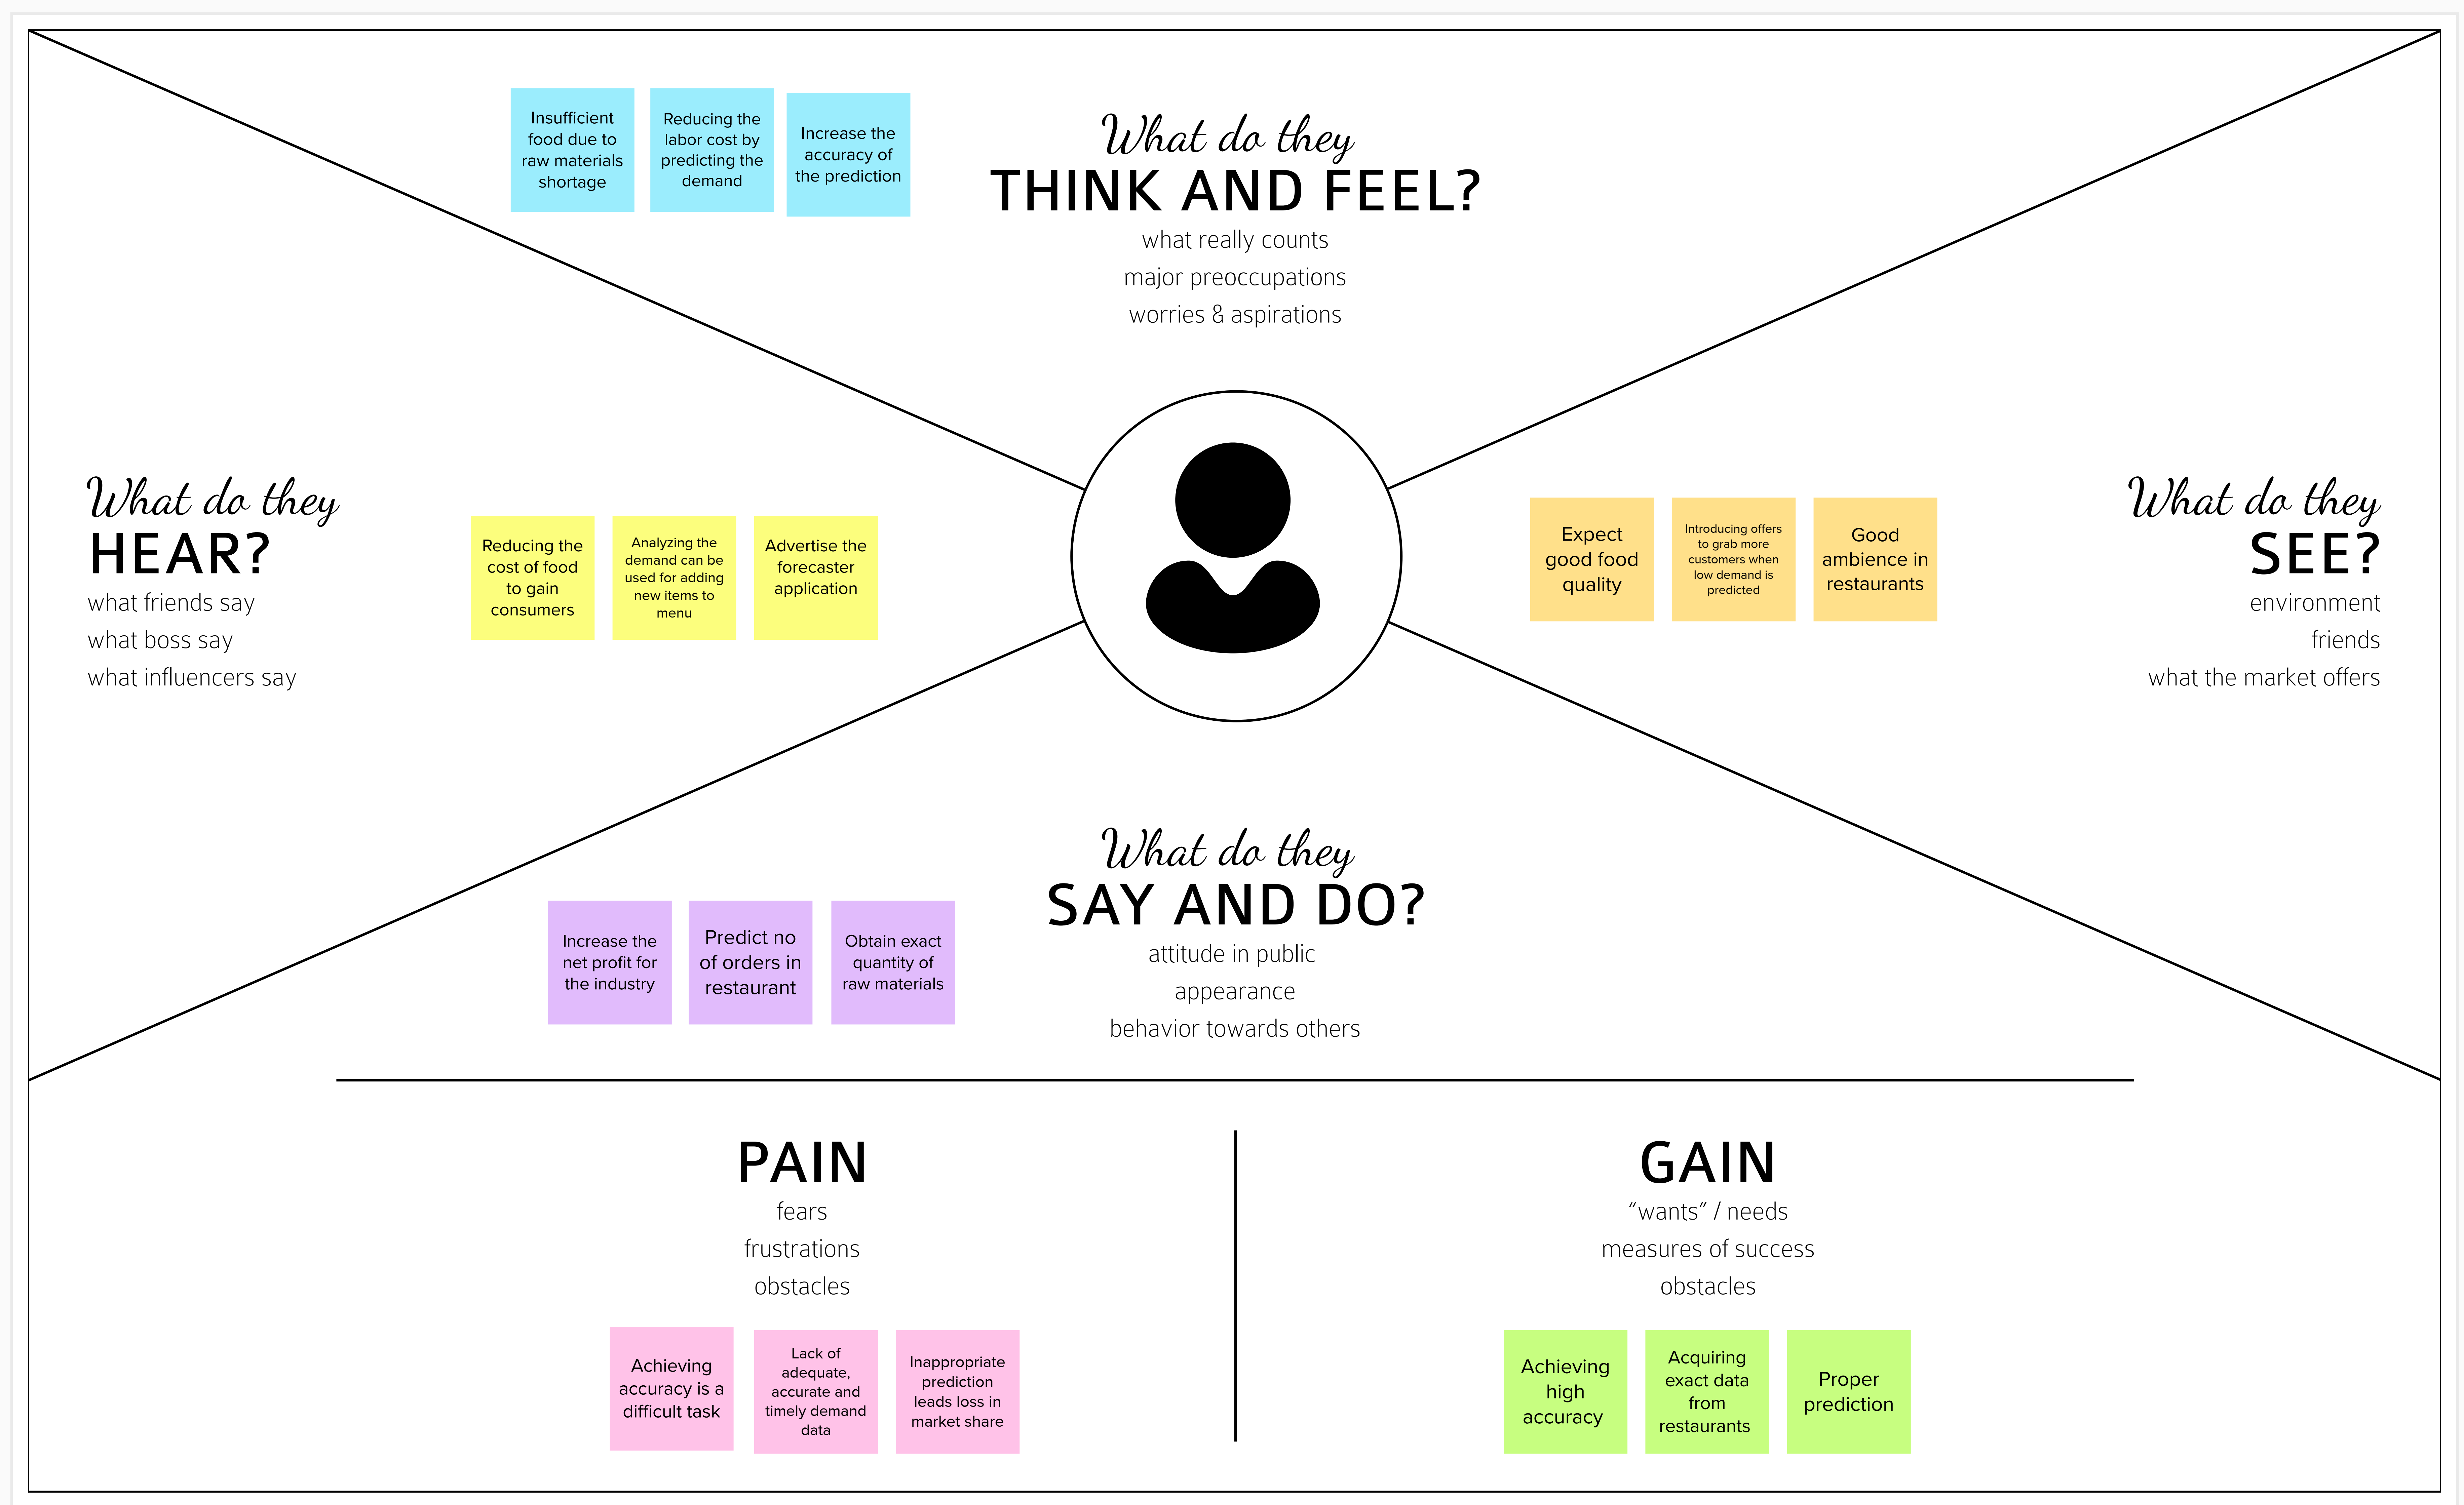 Insufficient
food due to
raw materials
shortage
Reducing the
labor cost by
predicting the
demand
Increase the
accuracy of
the prediction
What do they
THINK AND FEEL?
what really counts
major preoccupations
worries & aspirations
What do they
HEAR?
what friends say
what boss say
what influencers say
Reducing the
cost of food
to gain
consumers
Analyzing the
demand can be
used for adding
new items to
menu
Advertise the
forecaster
application
Expect
good food
quality
Introducing offers
to grab more
customers when
low demand is
predicted
Good
ambience in
restaurants
What do they
SEE?
environment
friends
what the market offers
What do they
SAY AND DO?
attitude in public
appearance
behavior towards others
Increase the
net profit for
the industry
Predict no
of orders in
restaurant
Obtain exact
quantity of
raw materials
PAIN
fears
frustrations
obstacles
Achieving
accuracy is a
difficult task
Lack of
adequate,
accurate and
timely demand
data
Inappropriate
prediction
leads loss in
market share
GAIN
“wants” / needs
measures of success
obstacles
Achieving
high
accuracy
Acquiring
exact data
from
restaurants
Proper
prediction